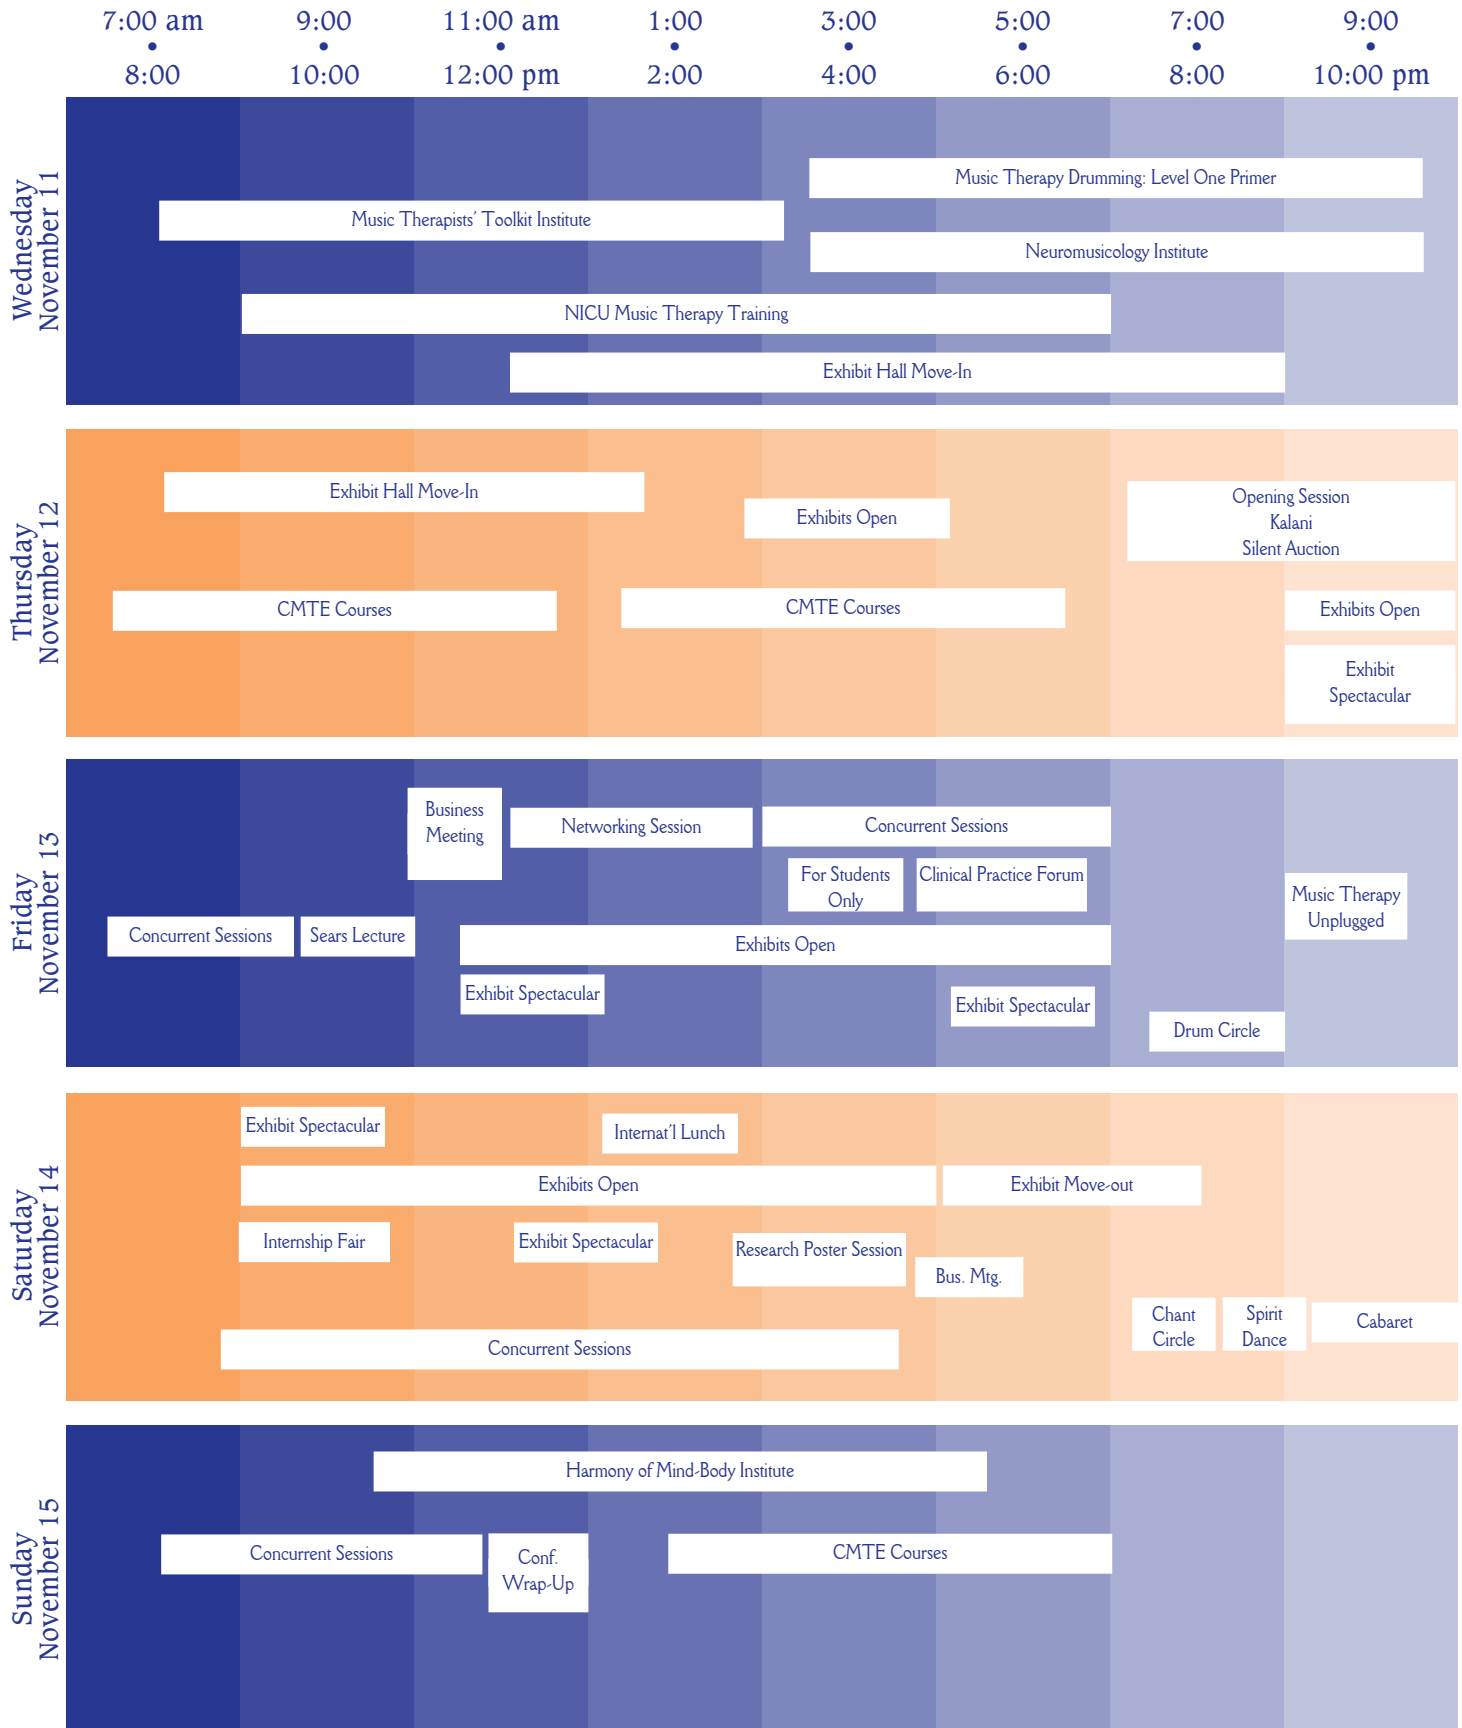 7:00 am 9:00 11:00 am 1:00 3:00 5:00 7:00 9:00
8:00 10:00 12:00 pm 2:00 4:00 6:00 8:00 10:00 pm
Wednesday
November 11
Music Therapy Drumming: Level One Primer
Music Therapists' Toolkit Institute
Neuromusicology Institute
NICU Music Therapy Training
Exhibit Hall Move-In
Thursday
November 12
Exhibit Hall Move-In
Exhibits Open
Opening Session
Kalani
Silent Auction
CMTE Courses
CMTE Courses
Exhibits Open
Exhibit
Spectacular
Friday
November 13
Business
Meeting
Networking Session
Concurrent Sessions
For Students
Only
Clinical Practice Forum
Music Therapy
Unplugged
Concurrent Sessions
Sears Lecture
Exhibits Open
Exhibit Spectacular
Exhibit Spectacular
Drum Circle
Saturday
November 14
Exhibit Spectacular
Internat'l Lunch
Exhibits Open
Exhibit Move-out
Internship Fair
Exhibit Spectacular
Research Poster Session
Bus. Mtg.
Chant
Circle
Spirit
Dance
Cabaret
Concurrent Sessions
Sunday
November 15
Harmony of Mind-Body Institute
Concurrent Sessions
Conf.
Wrap-Up
CMTE Courses